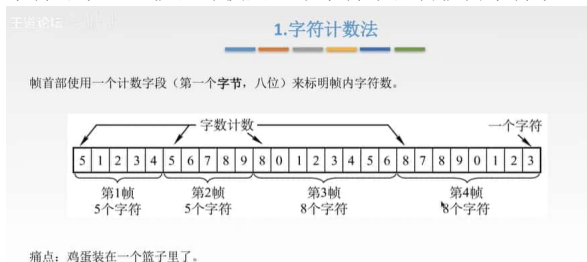 王道论坛
1.字符计数法
帧首部使用一个计数字段（第一个字节，八位）来标明帧内字符数。
字数计数 一个字符
5 1 2 3 4 5 6 7 8 9 8 0 1 2 3 4 5 6 8 7 8 9 0 1 2 3
第1帧 第2帧 第3帧 第4帧
5个字符 5个字符 8个字符 8个字符
痛点：鸡蛋装在一个篮子里了。